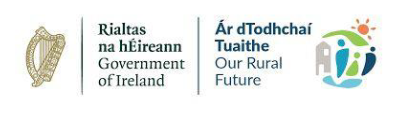 Rialtas
na hÉireann
Government
of Ireland
Ár dTodhchaí
Tuaithe
Our Rural
Future